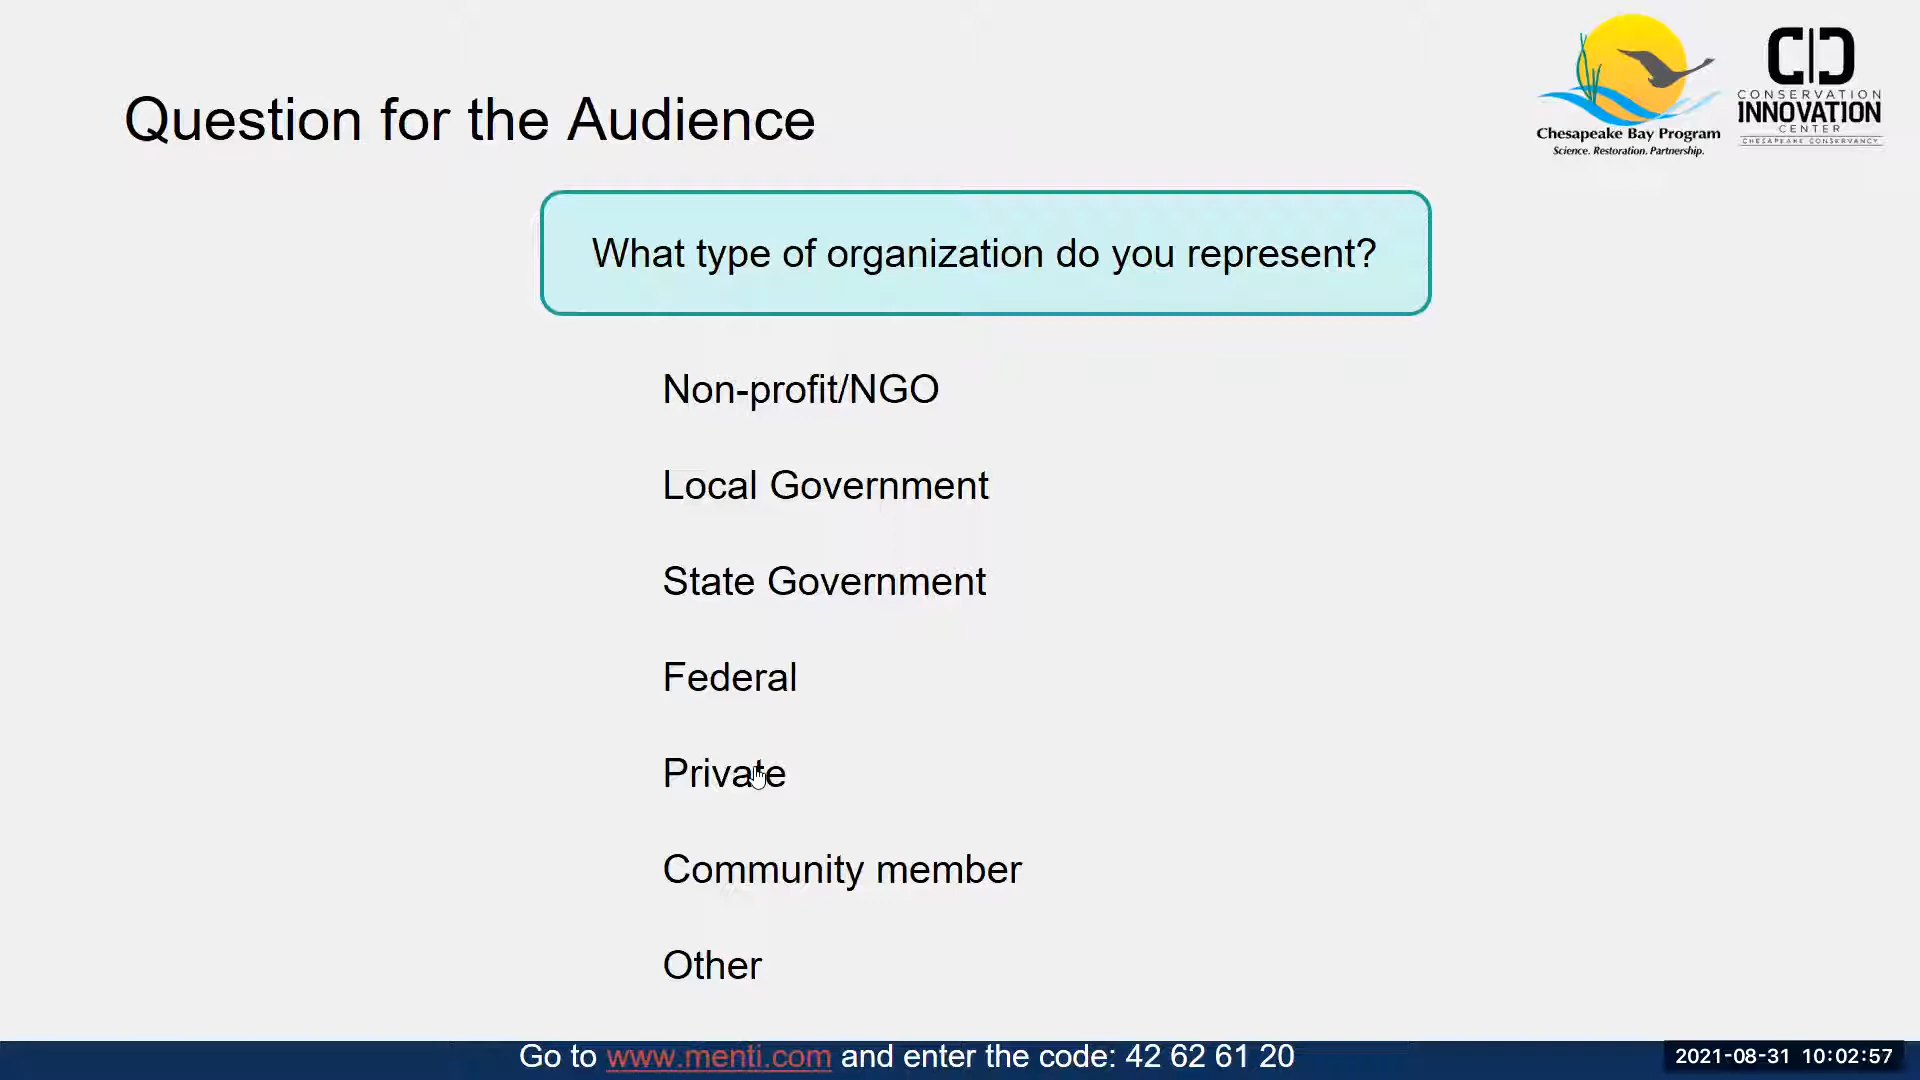 Question for the Audience
Chesapeake Bay Program
Science. Restoration. Partnership.
CONSERVATION
INNOVATION
CENTER
CHESAPEAKE CONSERVANCY
What type of organization do you represent?
Non-profit/NGO
Local Government
State Government
Federal
Private
Community member
Other
Go to www.menti.com and enter the code: 42 62 61 20
2021-08-31 10:02:57